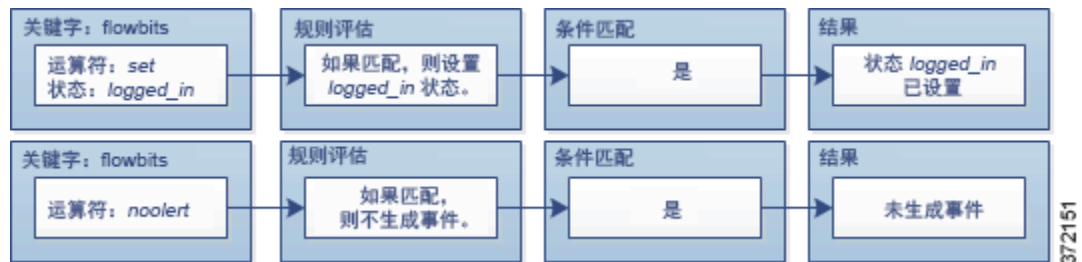 关键字：flowbits
运算符：set
状态：logged_in
规则评估
如果匹配，则设置
logged_in 状态。
条件匹配
是
结果
状态 logged_in
已设置
关键字：flowbits
运算符：noolert
规则评估
如果匹配，
则不生成事件。
条件匹配
是
结果
未生成事件
372151